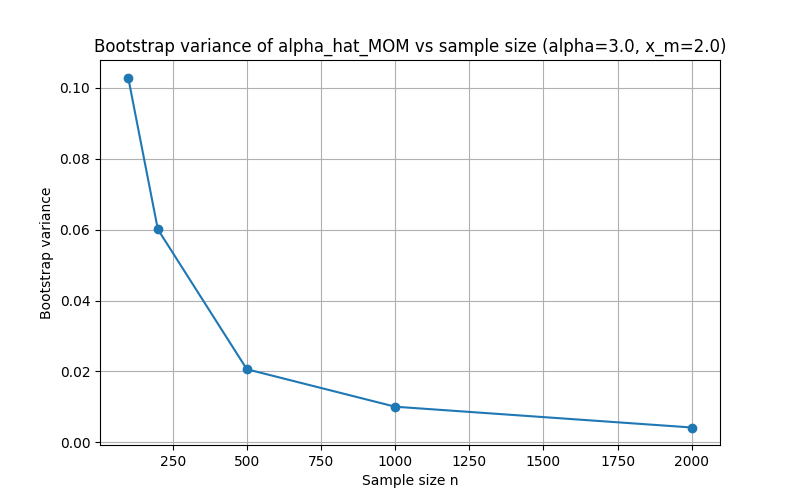 Bootstrap variance of alpha_hat_MOM vs sample size (alpha=3.0, x_m=2.0)
Bootstrap variance
0.10
0.08
0.06
0.04
0.02
0.00
250 500 750 1000 1250 1500 1750 2000
Sample size n